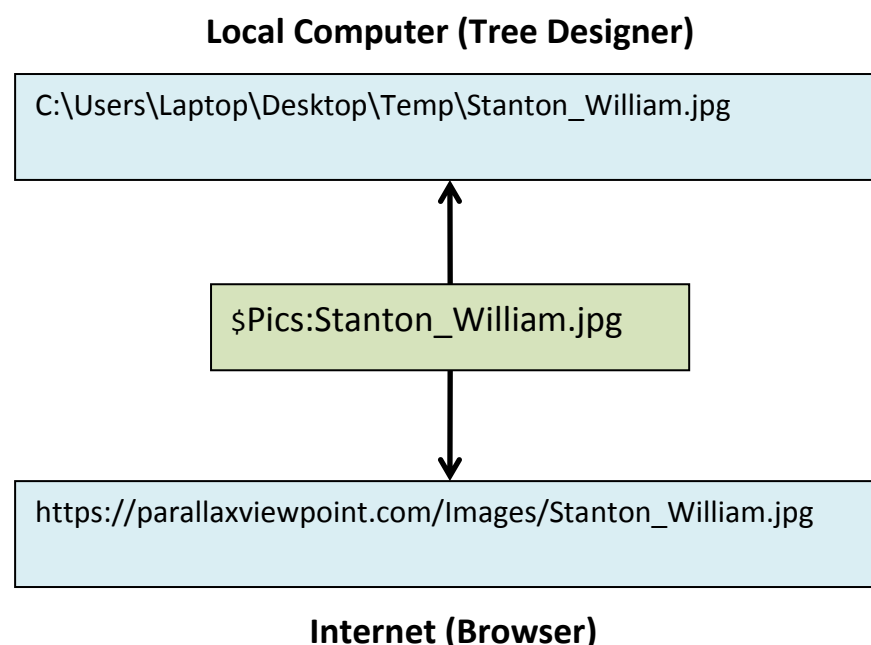 Local Computer (Tree Designer)
C:\Users\Laptop\Desktop\Temp\Stanton_William.jpg
$Pics:Stanton_William.jpg
https://parallaxviewpoint.com/Images/Stanton_William.jpg
Internet (Browser)